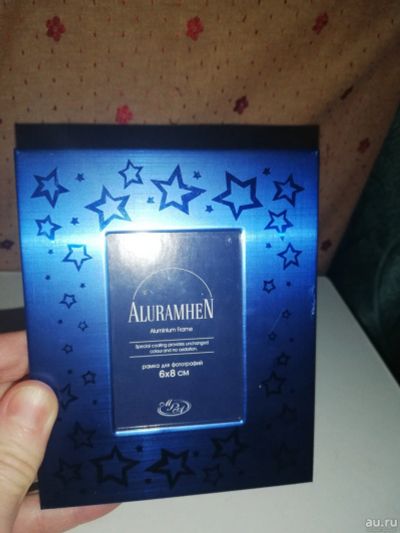 ALURAMHEN
Aluminium Frame
Special coating provides unchanged
colour and no oxidation.
рамка для фотографий
6x8 см
au.ru